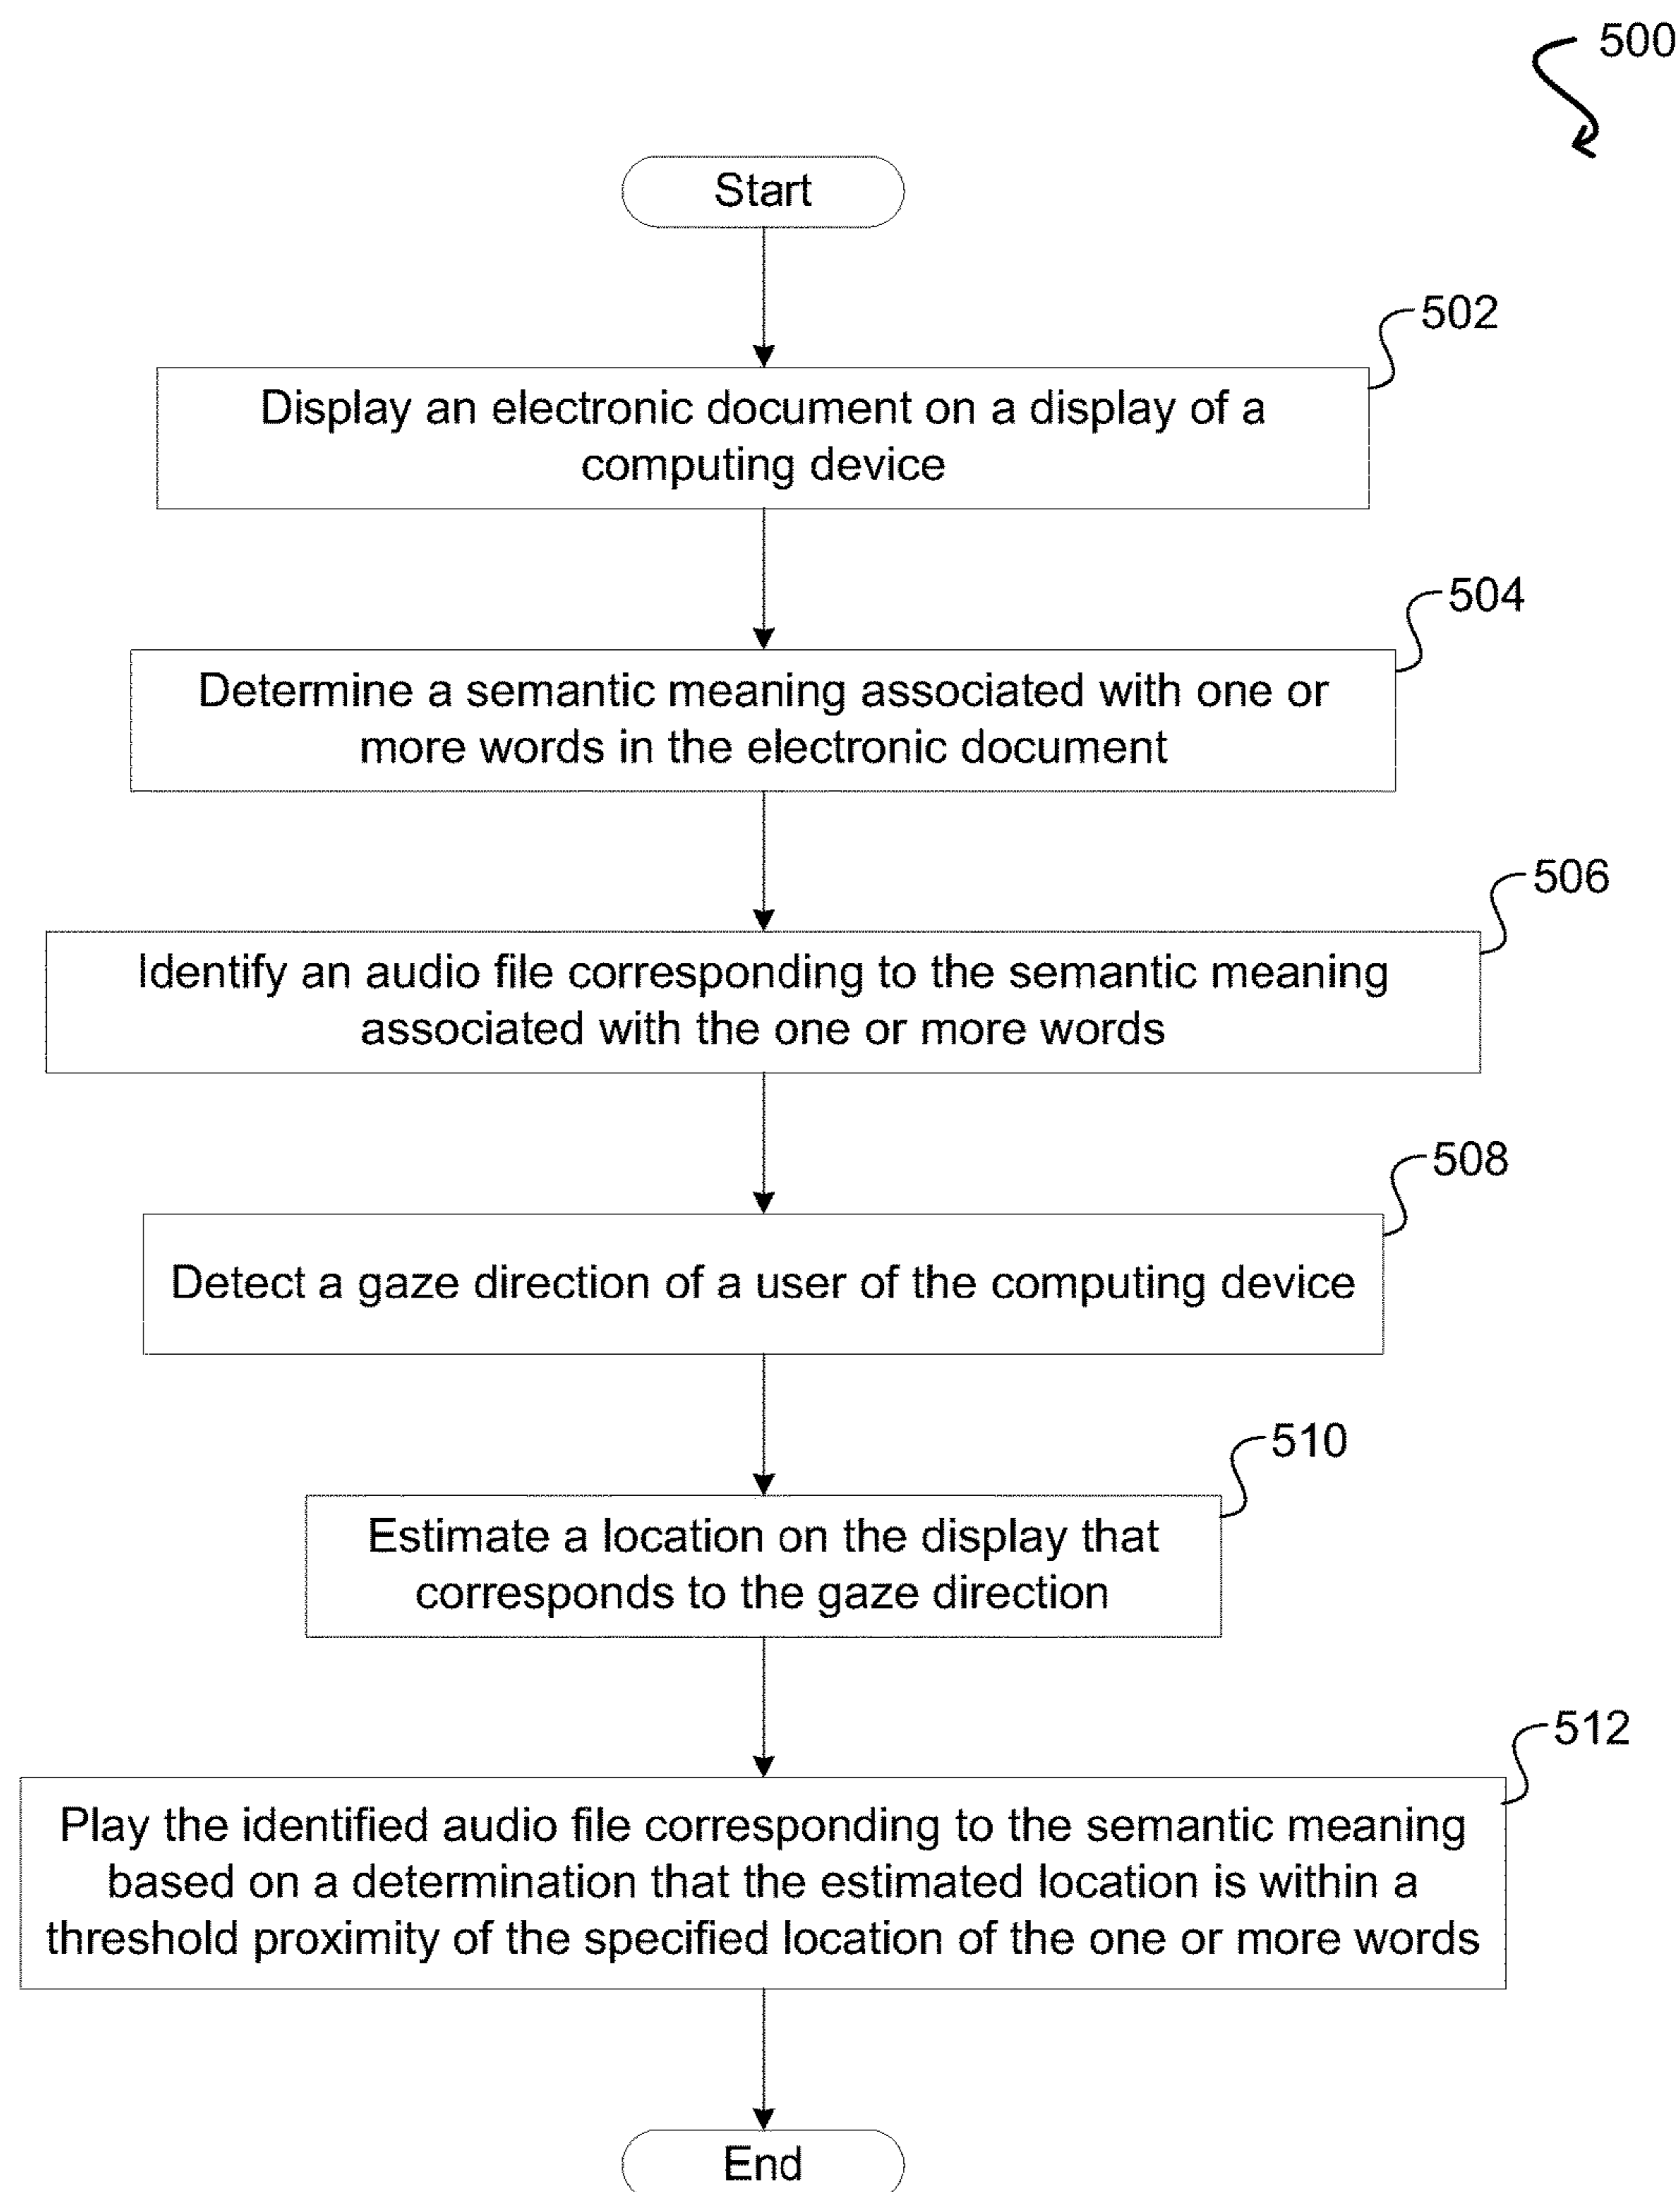 500
Start
502
Display an electronic document on a display of a
computing device
504
Determine a semantic meaning associated with one or
more words in the electronic document
506
Identify an audio file corresponding to the semantic meaning
associated with the one or more words
508
Detect a gaze direction of a user of the computing device
510
Estimate a location on the display that
corresponds to the gaze direction
512
Play the identified audio file corresponding to the semantic meaning
based on a determination that the estimated location is within a
threshold proximity of the specified location of the one or more words
End